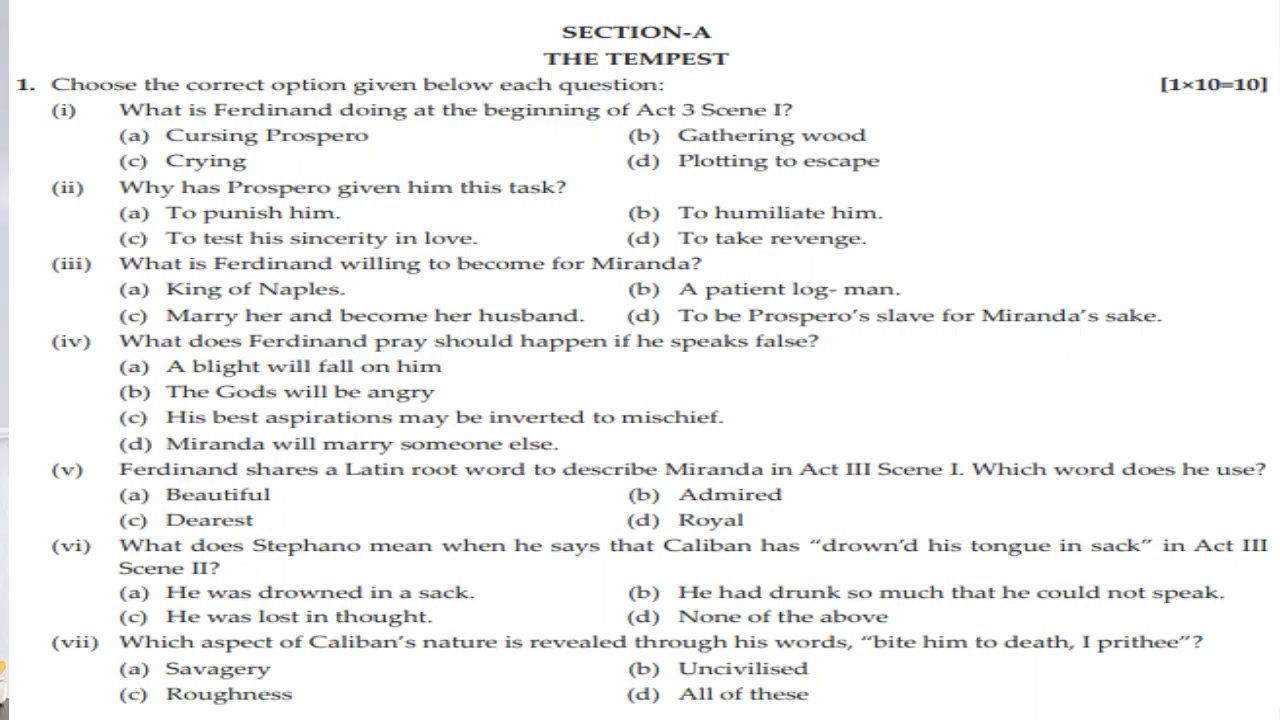 SECTION-A
THE TEMPEST
1. Choose the correct option given below each question: [1×10=10]
(i) What is Ferdinand doing at the beginning of Act 3 Scene I?
(a) Cursing Prospero (b) Gathering wood
(c) Crying (d) Plotting to escape
(ii) Why has Prospero given him this task?
(a) To punish him. (b) To humiliate him.
(c) To test his sincerity in love. (d) To take revenge.
(iii) What is Ferdinand willing to become for Miranda?
(a) King of Naples. (b) A patient log- man.
(c) Marry her and become her husband. (d) To be Prospero's slave for Miranda's sake.
(iv) What does Ferdinand pray should happen if he speaks false?
(a) A blight will fall on him
(b) The Gods will be angry
(c) His best aspirations may be inverted to mischief.
(d) Miranda will marry someone else.
(v) Ferdinand shares a Latin root word to describe Miranda in Act III Scene I. Which word does he use?
(a) Beautiful (b) Admired
(c) Dearest (d) Royal
(vi) What does Stephano mean when he says that Caliban has "drown'd his tongue in sack" in Act III
Scene II?
(a) He was drowned in a sack. (b) He had drunk so much that he could not speak.
(c) He was lost in thought. (d) None of the above
(vii) Which aspect of Caliban's nature is revealed through his words, "bite him to death, I prithee"?
(a) Savagery (b) Uncivilised
(c) Roughness (d) All of these